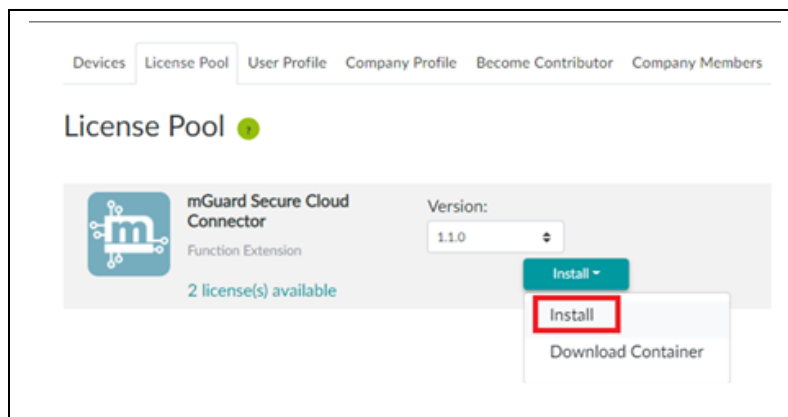 Devices License Pool User Profile Company Profile Become Contributor Company Members
License Pool ?
mGuard Secure Cloud
Connector
Function Extension
2 license(s) available
Version:
1.1.0
Install
Install
Download Container